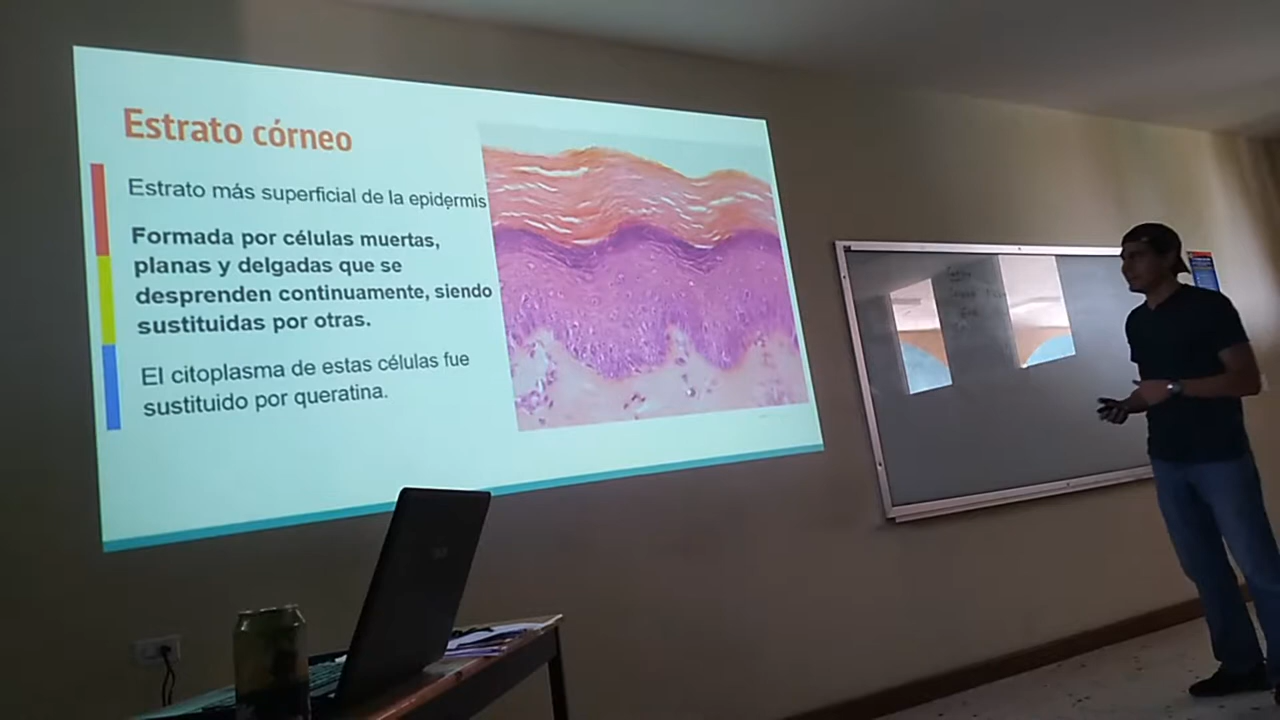 Estrato córneo
Estrato más superficial de la epidermis
Formada por células muertas,
planas y delgadas que se
desprenden continuamente, siendo
sustituidas por otras.
El citoplasma de estas células fue
sustituido por queratina.